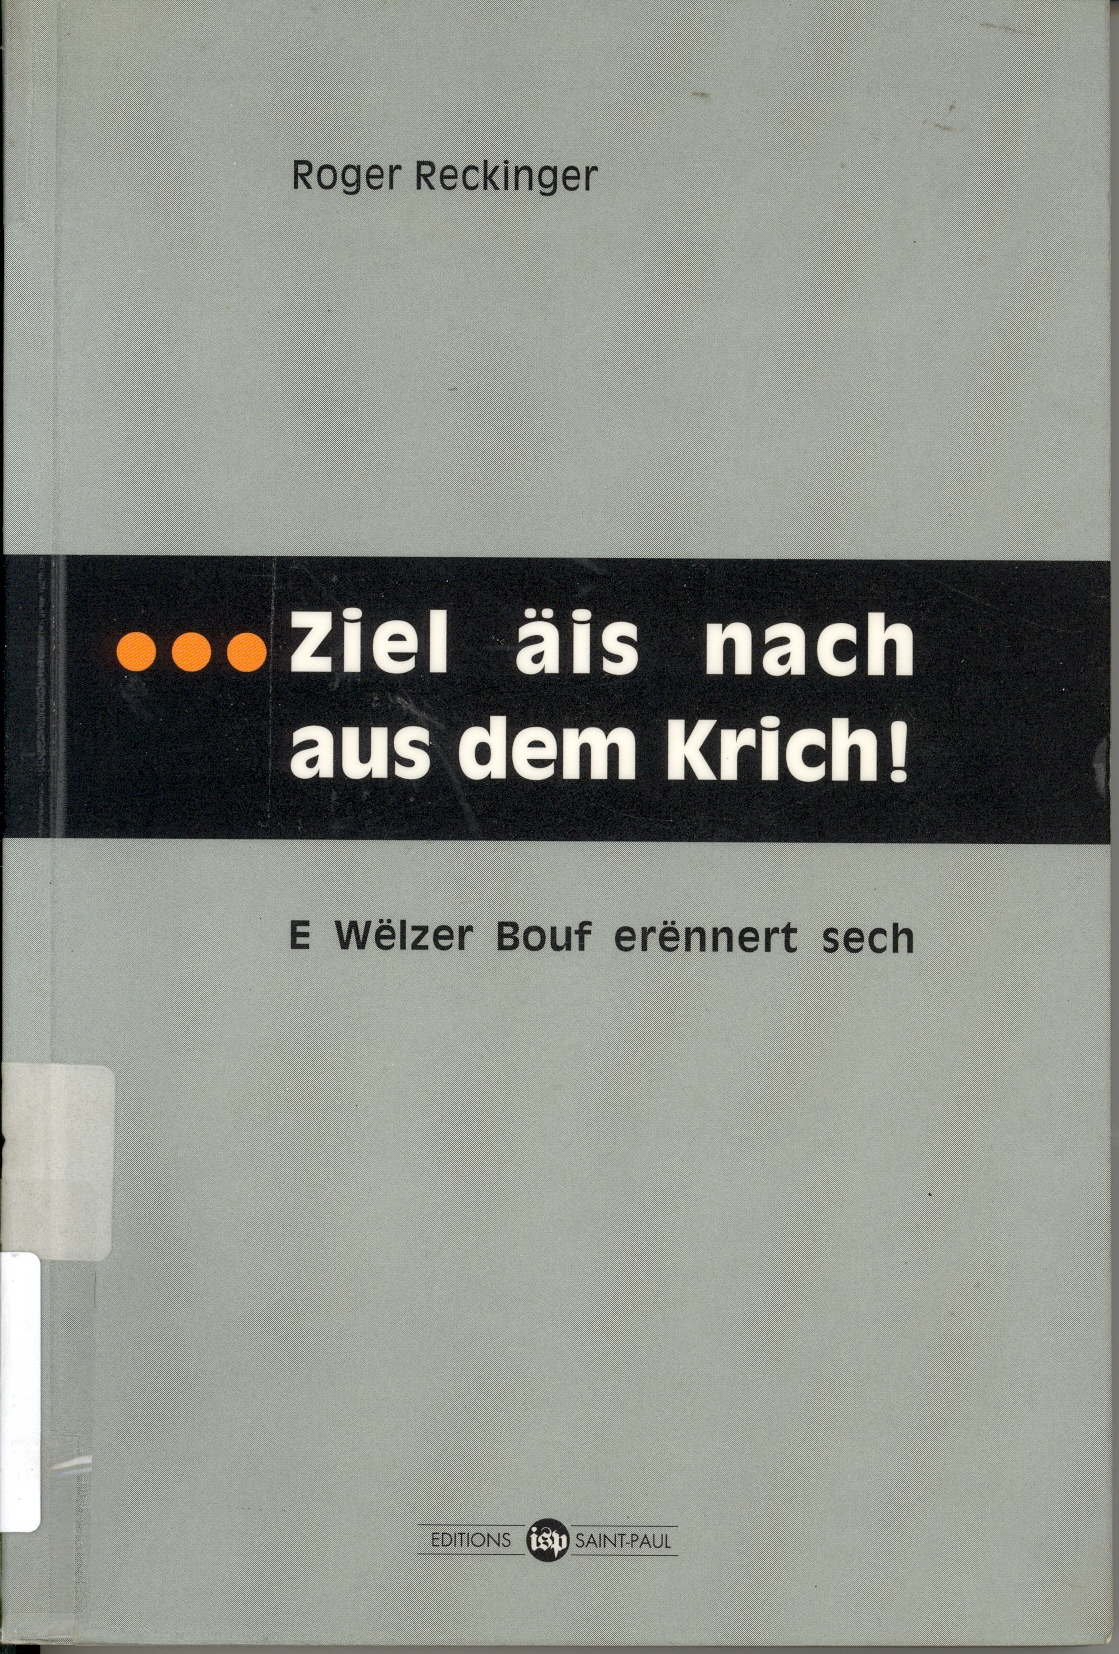 Roger Reckinger
...Ziel äis nach
aus dem Krich!
E Wëlzer Bouf erënnert sech
EDITIONS isp SAINT-PAUL